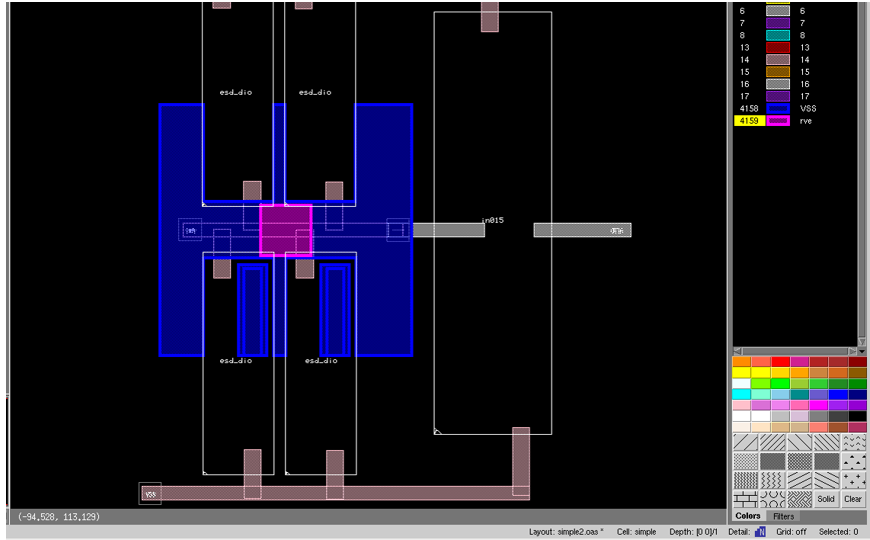 6 6
7 7
8 8
13 13
14 14
15 15
16 16
17 17
4158 VSS
4159 rve
esd_dio esd_dio
in015
esd_dio esd_dio
VSS
Solid Clear
Colors Filters
(-94,528, 113,129)
Layout: simple2.oas * Cell: simple Depth: [0 0]/1 Detail: N Grid: off Selected: 0